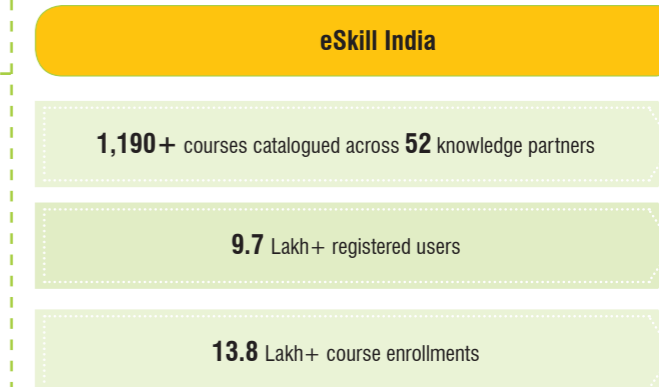 eSkill India
1,190+ courses catalogued across 52 knowledge partners
9.7 Lakh+ registered users
13.8 Lakh+ course enrollments